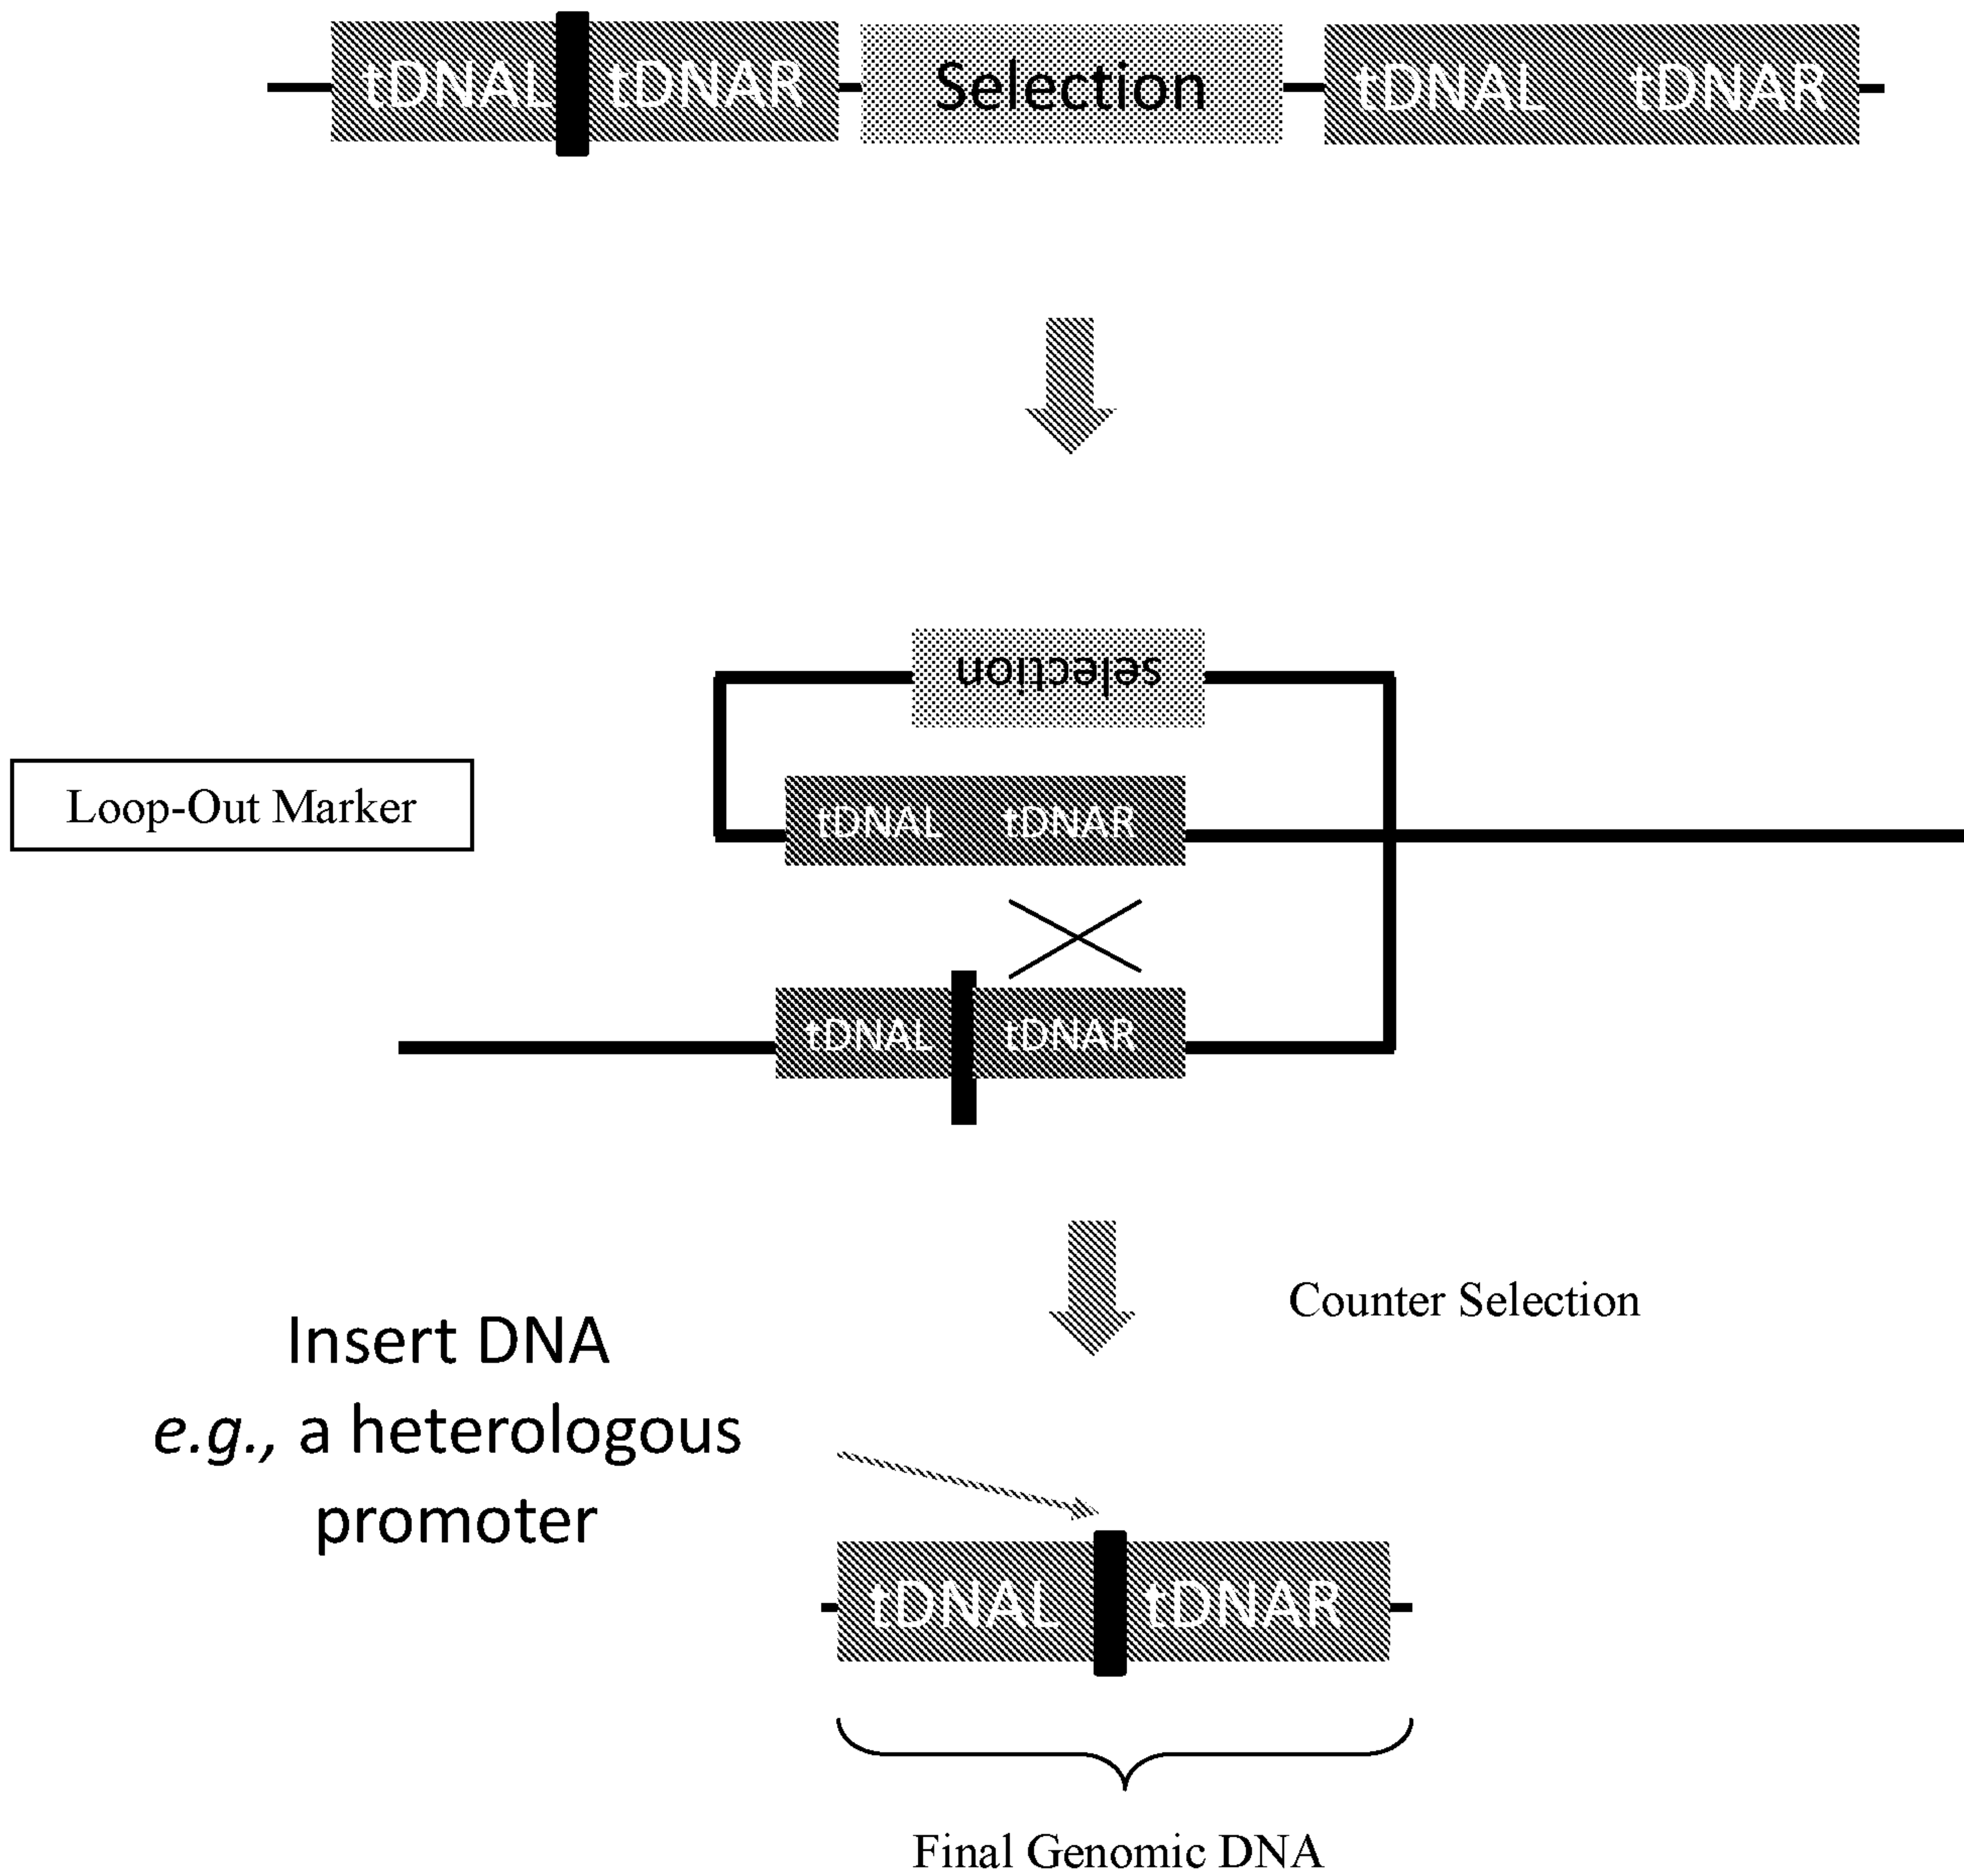 tDNAL tDNAR Selection tDNAL tDNAR
selection
Loop-Out Marker
tDNAL tDNAR
tDNAL tDNAR
Counter Selection
Insert DNA
e.g., a heterologous
promoter
tDNAL tDNAR
Final Genomic DNA